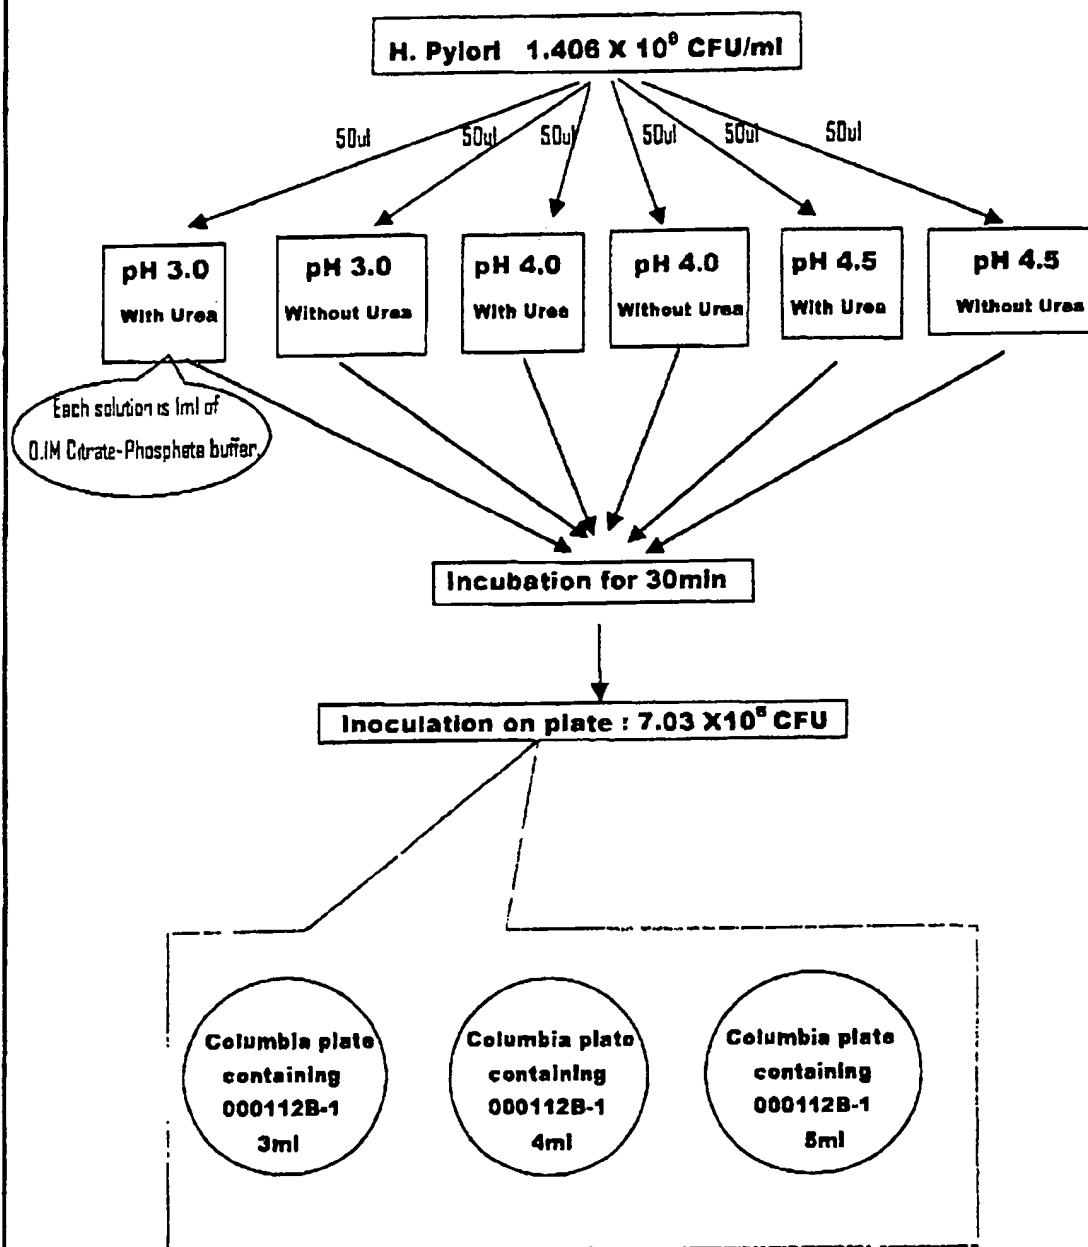 H. Pylori 1.406 X 10⁹ CFU/ml
50ul 50ul 50ul 50ul 50ul 50ul
pH 3.0
With Urea
pH 3.0
Without Urea
pH 4.0
With Urea
pH 4.0
Without Urea
pH 4.5
With Urea
pH 4.5
Without Urea
Each solution is 1ml of
0.1M Citrate-Phosphate buffer.
Incubation for 30min
Inoculation on plate : 7.03 X10⁵ CFU
Columbia plate
containing
000112B-1
3ml
Columbia plate
containing
000112B-1
4ml
Columbia plate
containing
000112B-1
5ml